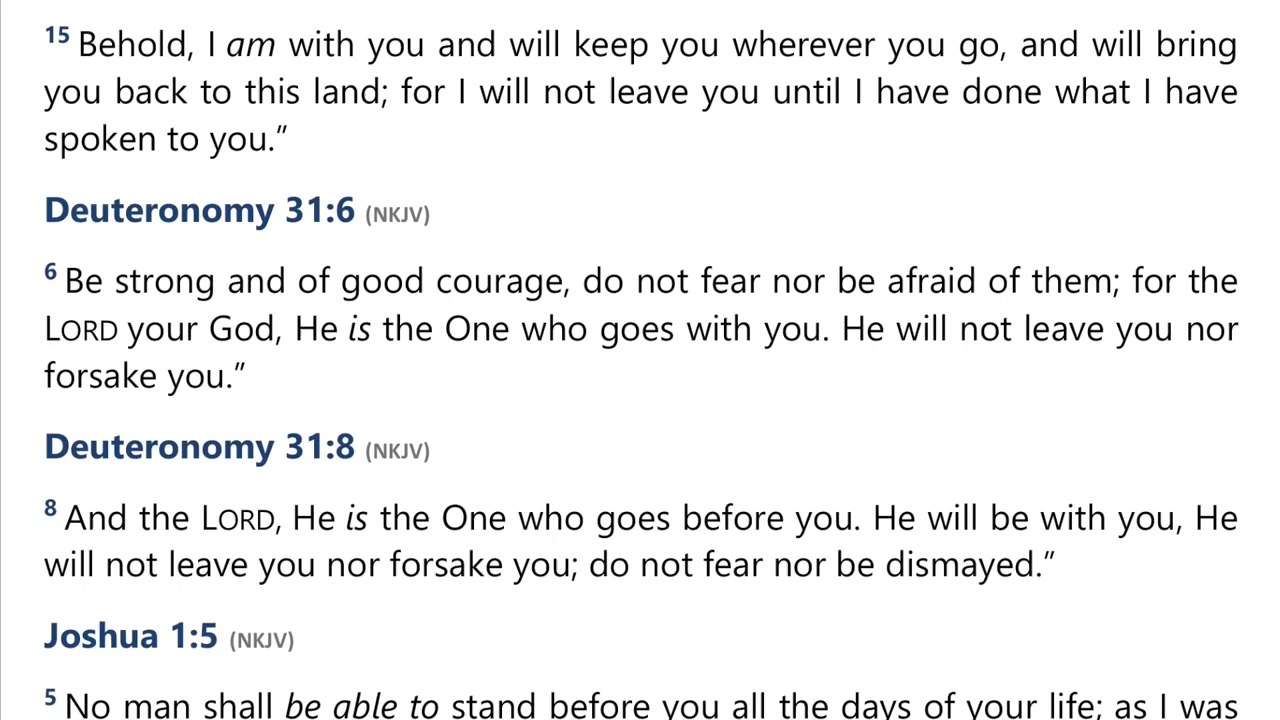 15 Behold, I am with you and will keep you wherever you go, and will bring
you back to this land; for I will not leave you until I have done what I have
spoken to you.”
Deuteronomy 31:6 (NKJV)
6 Be strong and of good courage, do not fear nor be afraid of them; for the
LORD your God, He is the One who goes with you. He will not leave you nor
forsake you.”
Deuteronomy 31:8 (NKJV)
8 And the LORD, He is the One who goes before you. He will be with you, He
will not leave you nor forsake you; do not fear nor be dismayed.”
Joshua 1:5 (NKJV)
5 No man shall be able to stand before you all the days of your life; as I was